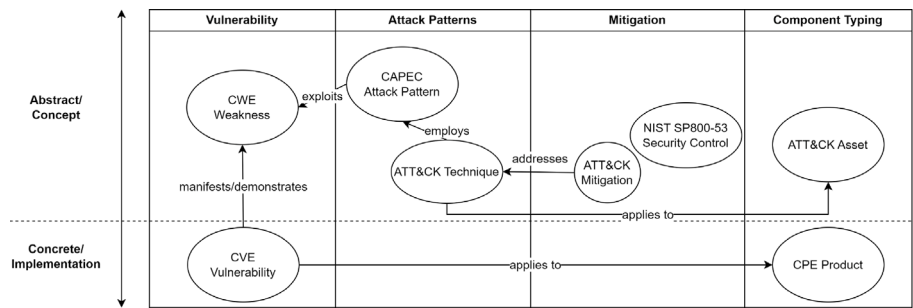 Vulnerability
Attack Patterns
Mitigation
Component Typing
Abstract/
Concept
CWE
Weakness
exploits
CAPEC
Attack Pattern
employs
ATT&CK Technique
addresses
ATT&CK
Mitigation
NIST SP800-53
Security Control
ATT&CK Asset
manifests/demonstrates
applies to
Concrete/
Implementation
CVE
Vulnerability
applies to
CPE Product